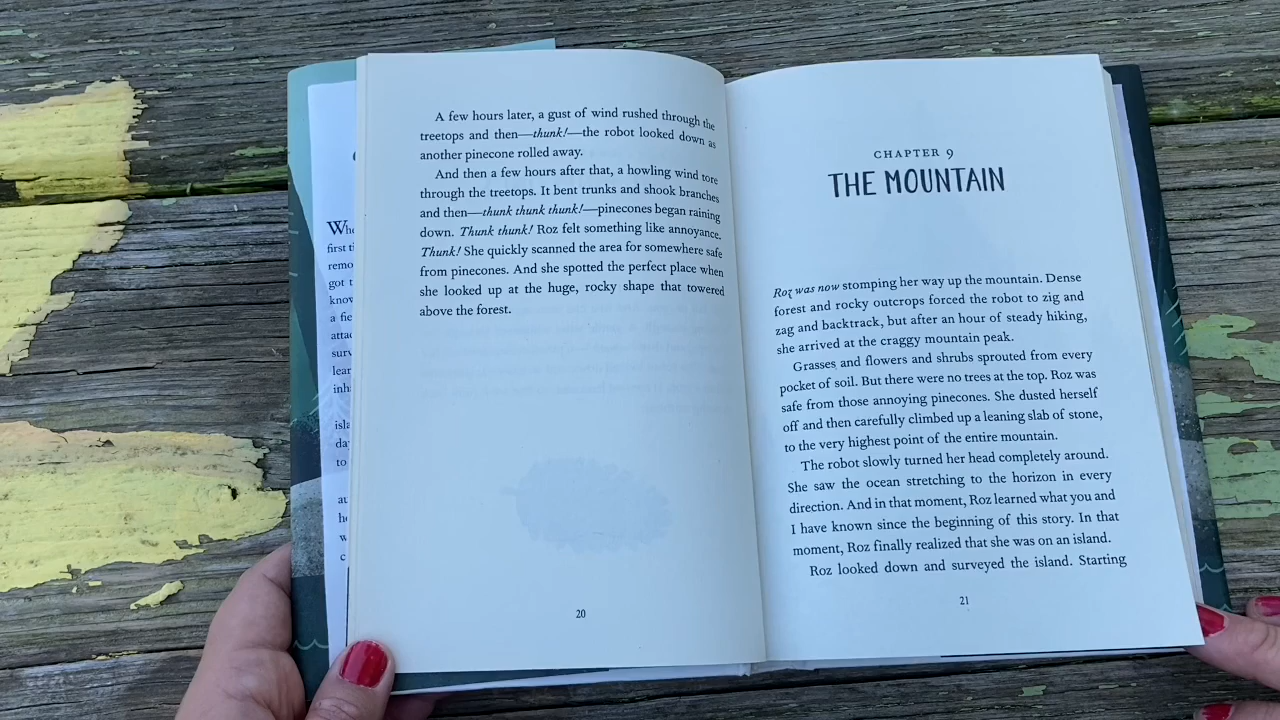 A few hours later, a gust of wind rushed through the
treetops and then—thunk!—the robot looked down as
another pinecone rolled away.
And then a few hours after that, a howling wind tore
through the treetops. It bent trunks and shook branches
and then—thunk thunk thunk!—pinecones began raining
down. Thunk thunk! Roz felt something like annoyance.
Thunk! She quickly scanned the area for somewhere safe
from pinecones. And she spotted the perfect place when
she looked up at the huge, rocky shape that towered
above the forest.
20
CHAPTER 9
THE MOUNTAIN
Roz was now stomping her way up the mountain. Dense
forest and rocky outcrops forced the robot to zig and
zag and backtrack, but after an hour of steady hiking,
she arrived at the craggy mountain peak.
Grasses and flowers and shrubs sprouted from every
pocket of soil. But there were no trees at the top. Roz was
safe from those annoying pinecones. She dusted herself
off and then carefully climbed up a leaning slab of stone,
to the very highest point of the entire mountain.
The robot slowly turned her head completely around.
She saw the ocean stretching to the horizon in every
direction. And in that moment, Roz learned what you and
I have known since the beginning of this story. In that
moment, Roz finally realized that she was on an island.
Roz looked down and surveyed the island. Starting
21